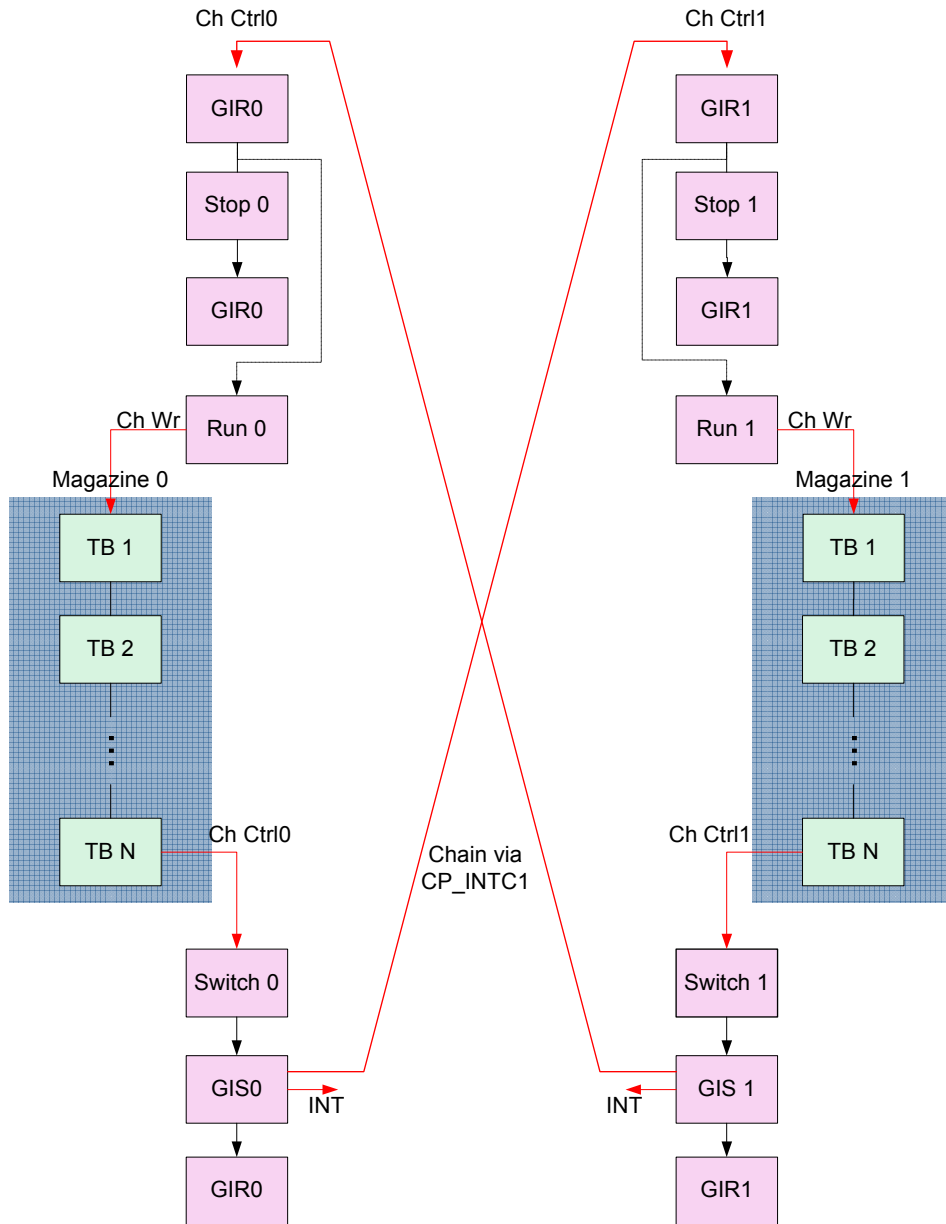 Ch Ctrl0
Ch Ctrl1
GIR0
GIR1
Stop 0
Stop 1
GIR0
GIR1
Run 0
Run 1
Ch Wr
Ch Wr
Magazine 0
Magazine 1
TB 1
TB 1
TB 2
TB 2
TB N
TB N
Ch Ctrl0
Ch Ctrl1
Chain via
CP_INTC1
Switch 0
Switch 1
GIS0
GIS 1
INT
INT
GIR0
GIR1